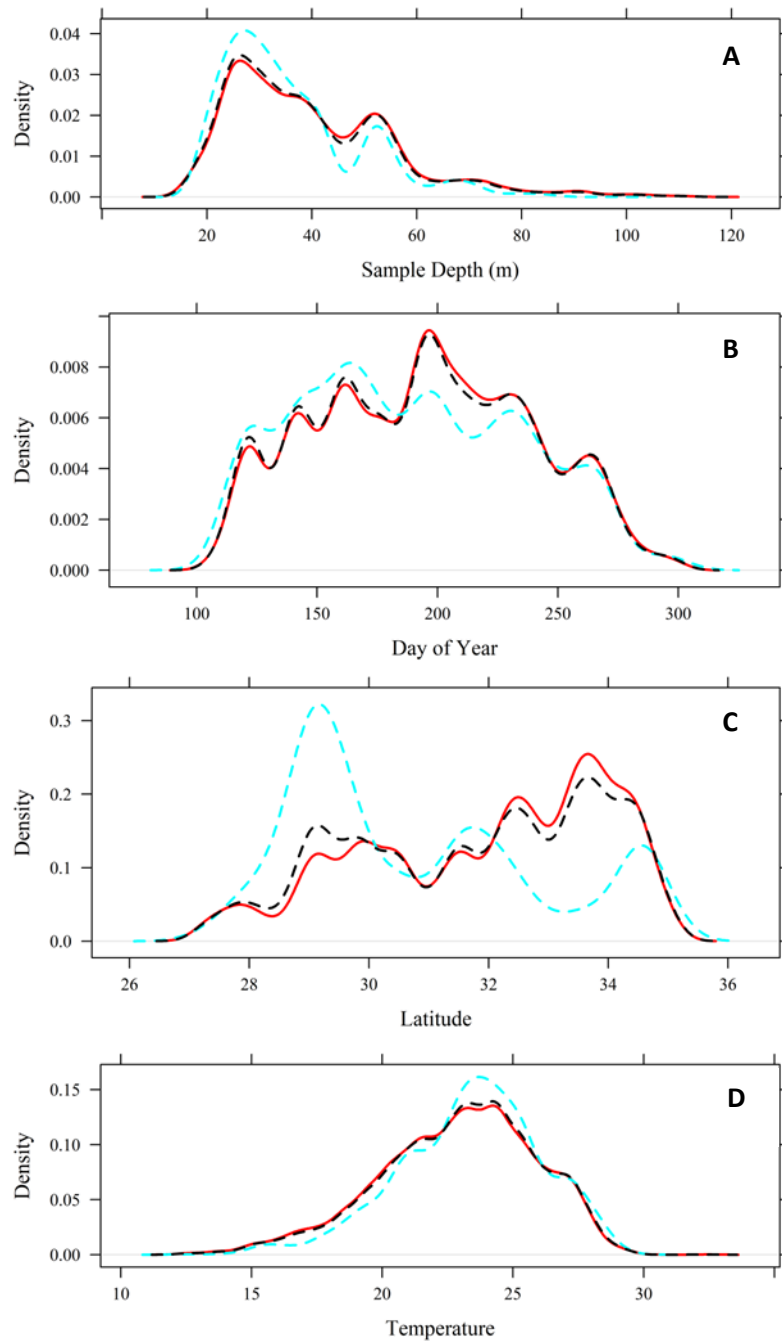 A
0.04
0.03
0.02
0.01
0.00
Density
20 40 60 80 100 120
Sample Depth (m)
B
0.008
0.006
0.004
0.002
0.000
Density
100 150 200 250 300
Day of Year
C
0.3
0.2
0.1
0.0
Density
26 28 30 32 34 36
Latitude
D
0.15
0.10
0.05
0.00
Density
10 15 20 25 30
Temperature